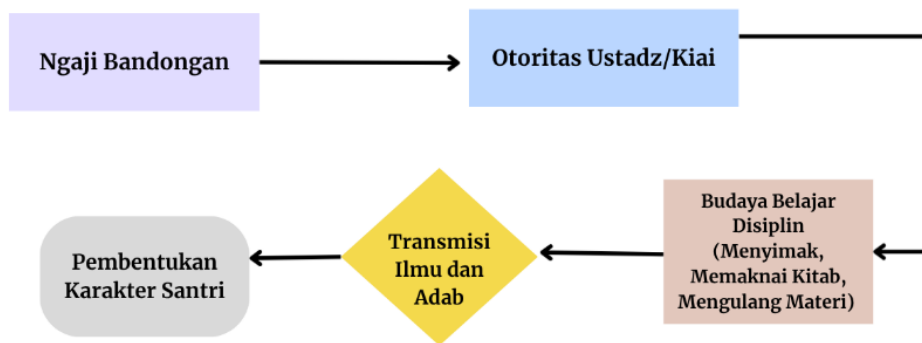 Ngaji Bandongan
Otoritas Ustadz/Kiai
Budaya Belajar
Disiplin
(Menyimak,
Memaknai Kitab,
Mengulang Materi)
Transmisi
Ilmu dan
Adab
Pembentukan
Karakter Santri